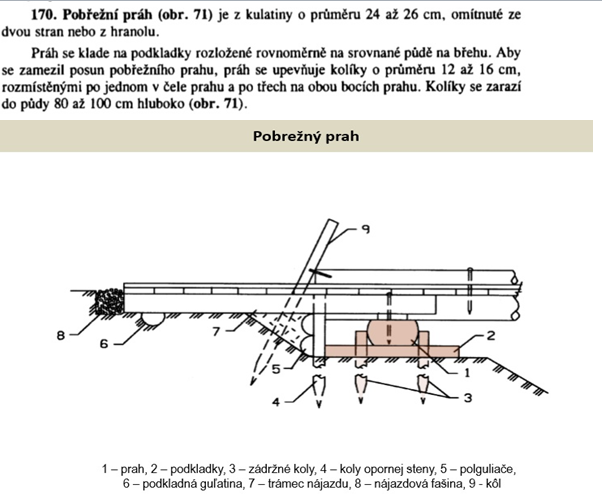 170. Pobřežní práh (obr. 71) je z kulatiny o průměru 24 až 26 cm, omítnuté ze
dvou stran nebo z hranolu.
Práh se klade na podkladky rozložené rovnoměrně na srovnané půdě na břehu. Aby
se zamezil posun pobřežního prahu, práh se upevňuje kolíky o průměru 12 až 16 cm,
rozmístěnými po jednom v čele prahu a po třech na obou bocích prahu. Kolíky se zarazí
do půdy 80 až 100 cm hluboko (obr. 71).
Pobrežný prah
9
8
6
7
5
4
2
1
3
1 – prah, 2 – podkladky, 3 – zádržné koly, 4 – koly opornej steny, 5 – polguliače,
6 – podkladná guľatina, 7 – trámec nájazdu, 8 – nájazdová fašina, 9 - kôl